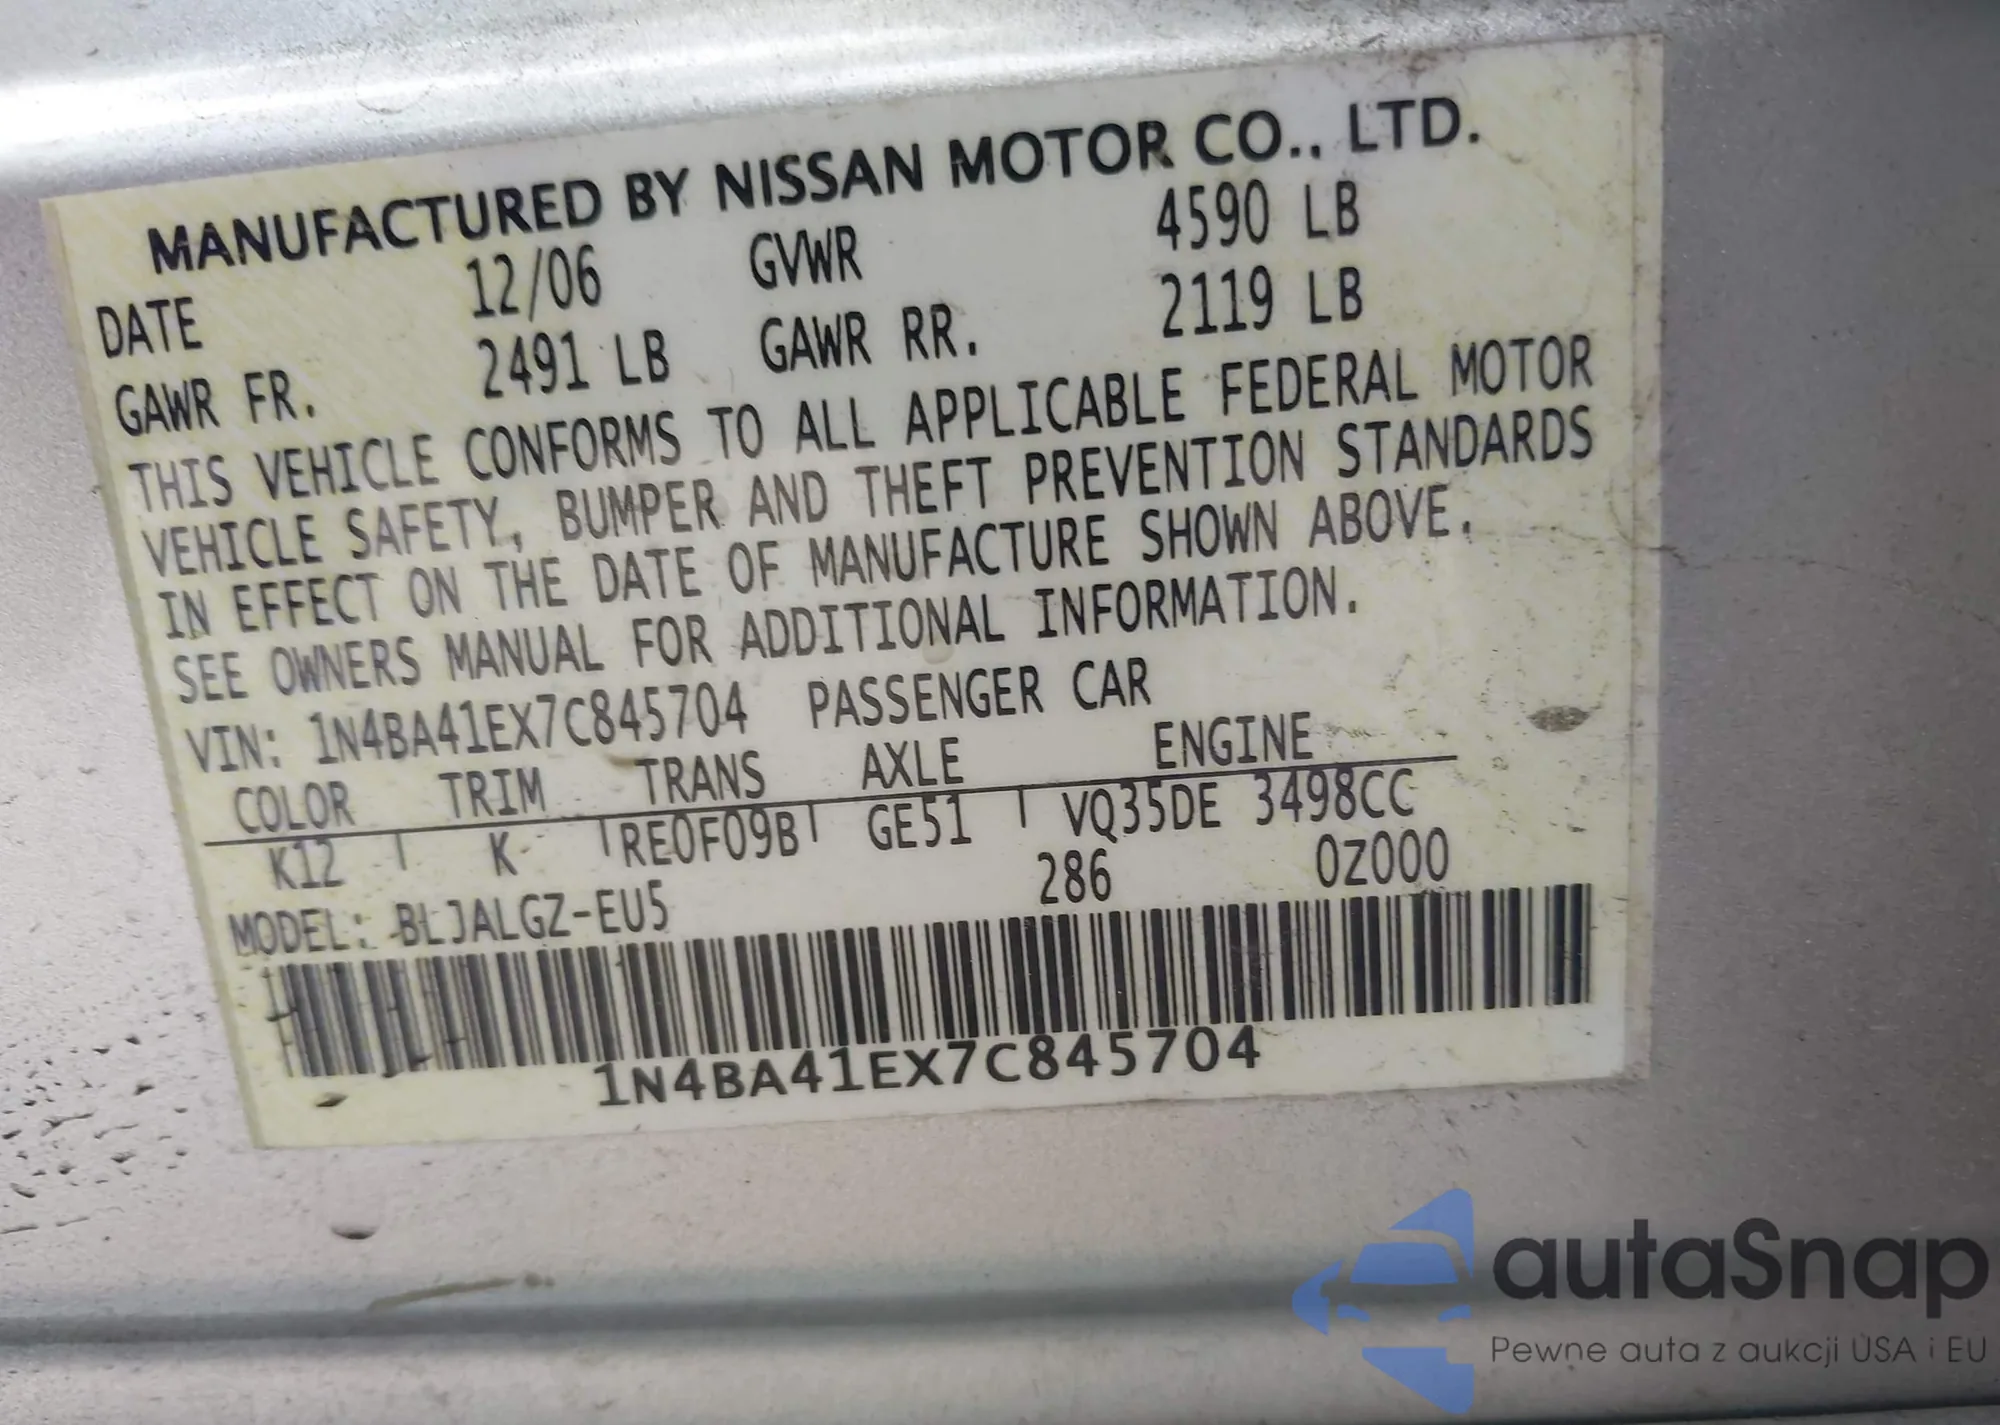 MANUFACTURED BY NISSAN MOTOR CO., LTD.
DATE 12/06 GVWR 4590 LB
GAWR FR. 2491 LB GAWR RR. 2119 LB
THIS VEHICLE CONFORMS TO ALL APPLICABLE FEDERAL MOTOR
VEHICLE SAFETY, BUMPER AND THEFT PREVENTION STANDARDS
IN EFFECT ON THE DATE OF MANUFACTURE SHOWN ABOVE.
SEE OWNERS MANUAL FOR ADDITIONAL INFORMATION.
VIN: 1N4BA41EX7C845704 PASSENGER CAR
COLOR TRIM TRANS AXLE ENGINE
K12 K RE0F09B GE51 VQ35DE 3498CC
MODEL: BLJALGZ-EU5 286 0Z000
1N4BA41EX7C845704
autaSnap
Pewne auta z aukcji USA i EU